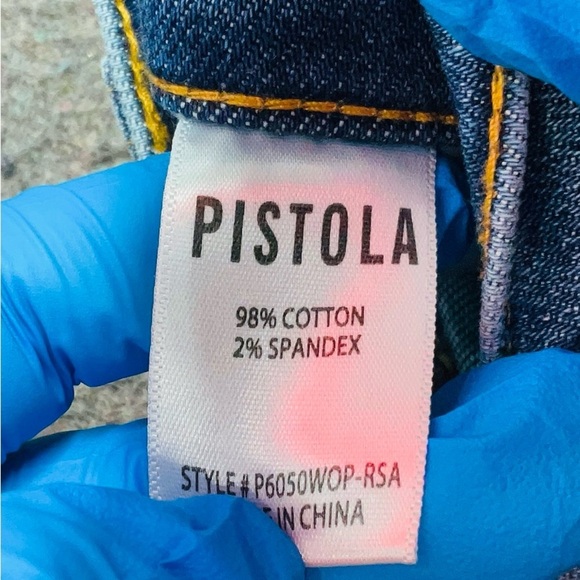 PISTOLA
98% COTTON
2% SPANDEX
STYLE # P6050WOP-RSA
IN CHINA